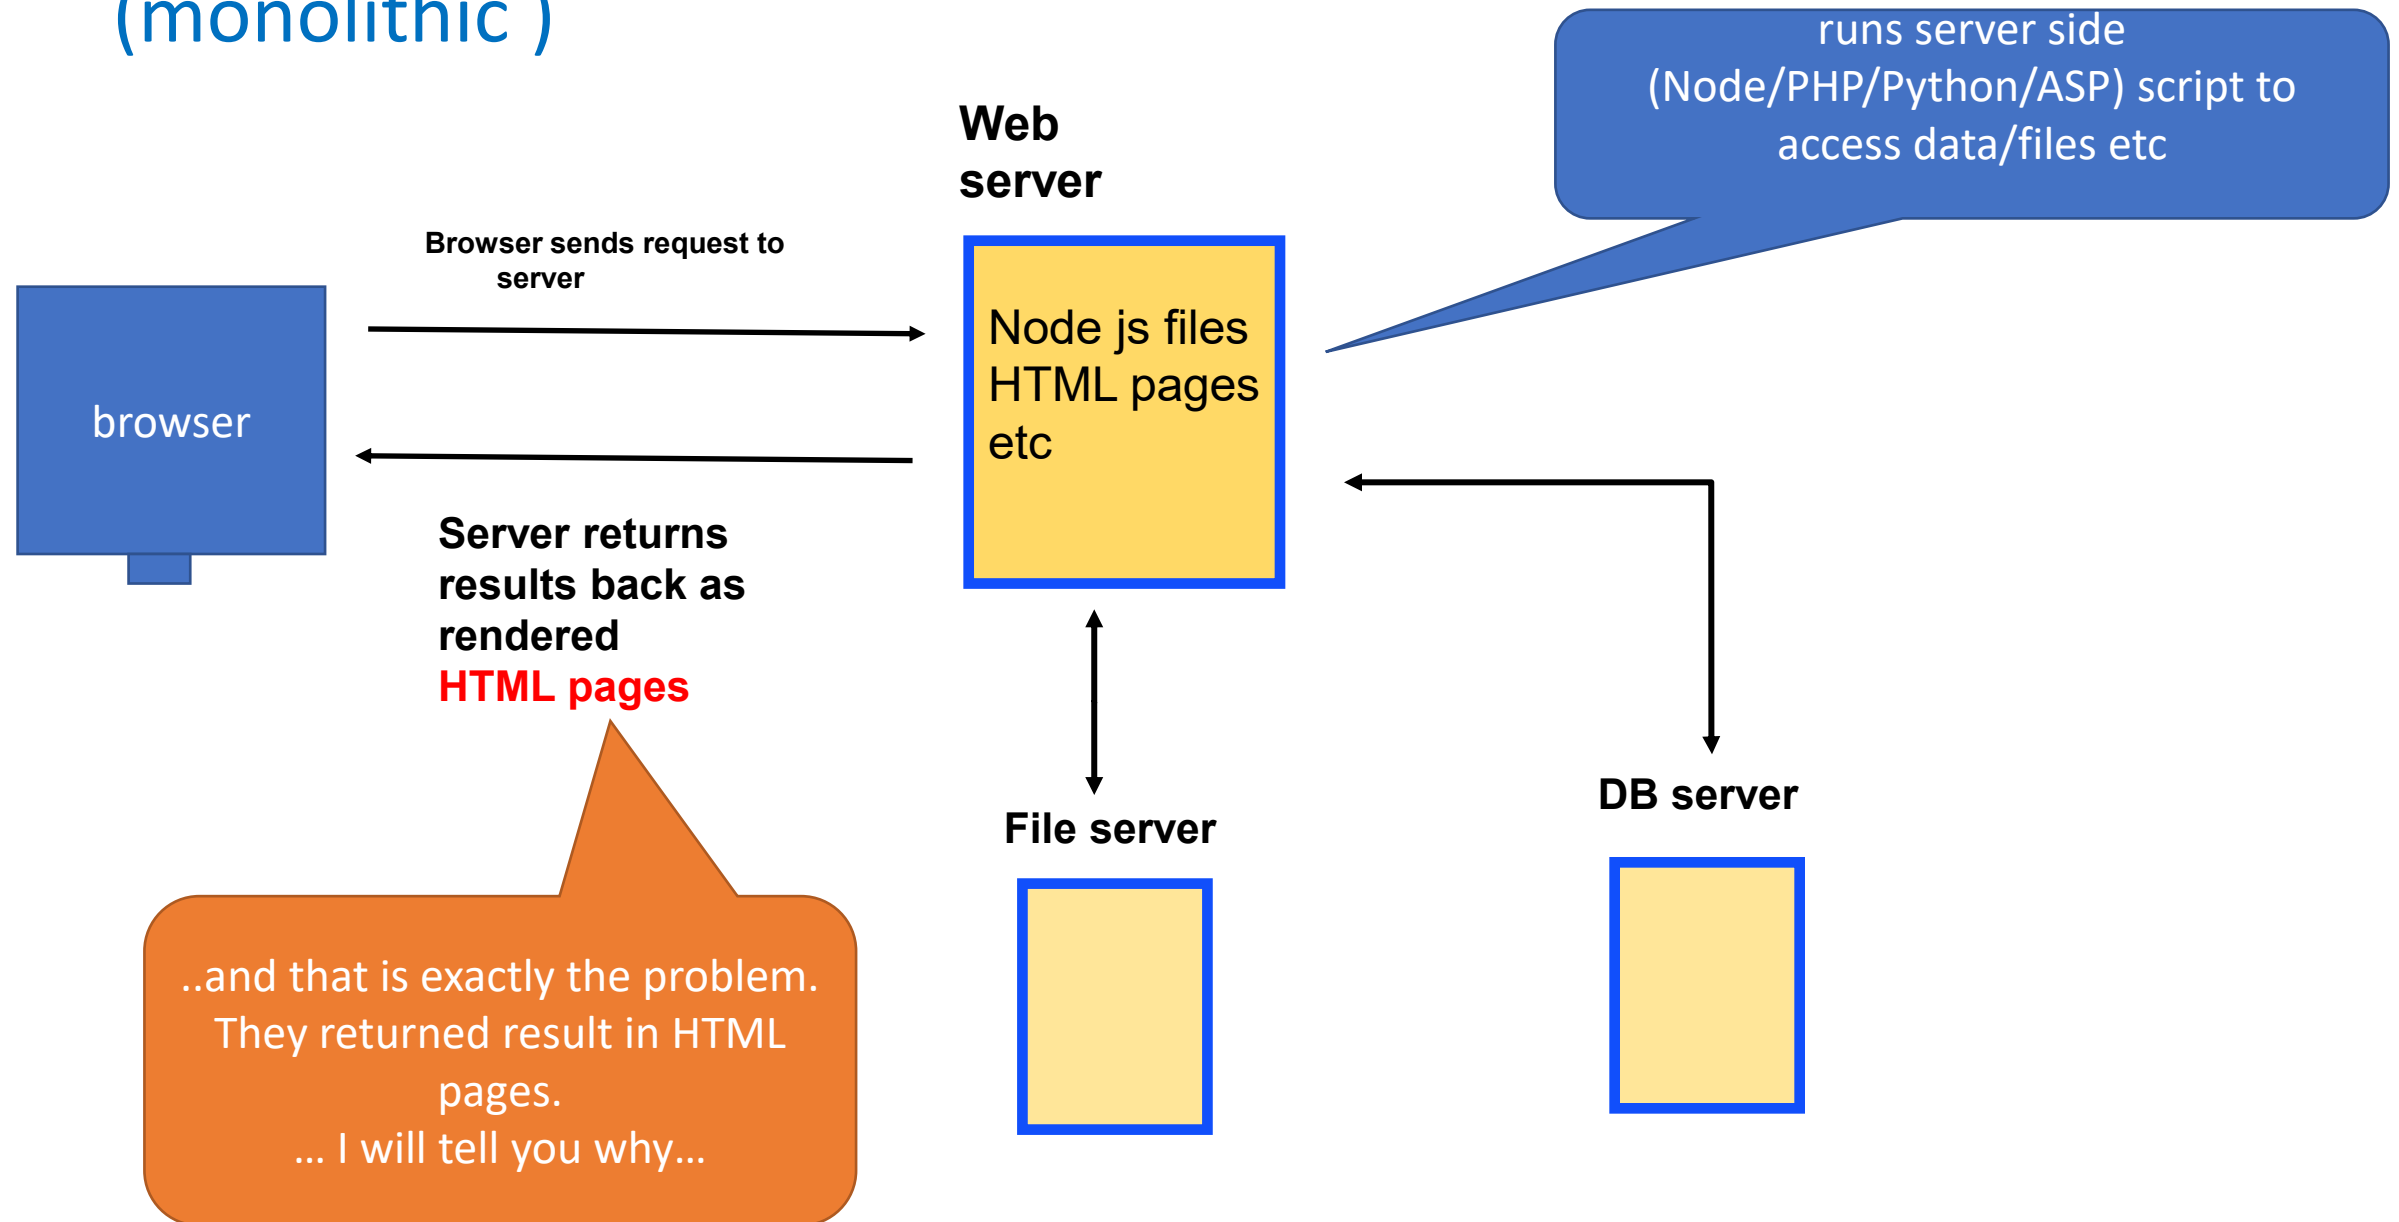 (monolithic )
runs server side
(Node/PHP/Python/ASP) script to
access data/files etc
Web
server
Browser sends request to
server
browser
Node js files
HTML pages
etc
Server returns
results back as
rendered
HTML pages
DB server
File server
..and that is exactly the problem.
They returned result in HTML
pages.
... I will tell you why...